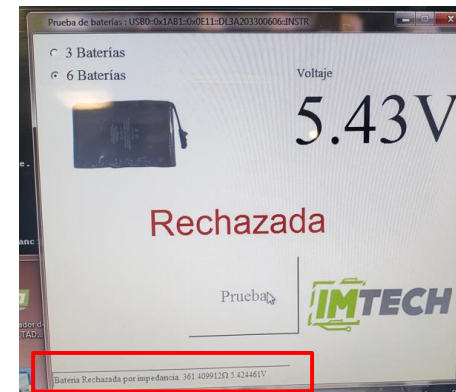 Prueba de baterías : USB0::0x1AB1::0x0E11::DL3A203300606::INSTR
3 Baterías
6 Baterías
Voltaje
5.43V
Rechazada
Prueba
IMTECH
Bateria Rechazada por impedancia. 361.409912Ω 5.424461V